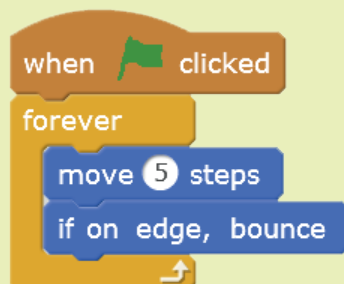 when clicked
forever
move 5 steps
if on edge, bounce